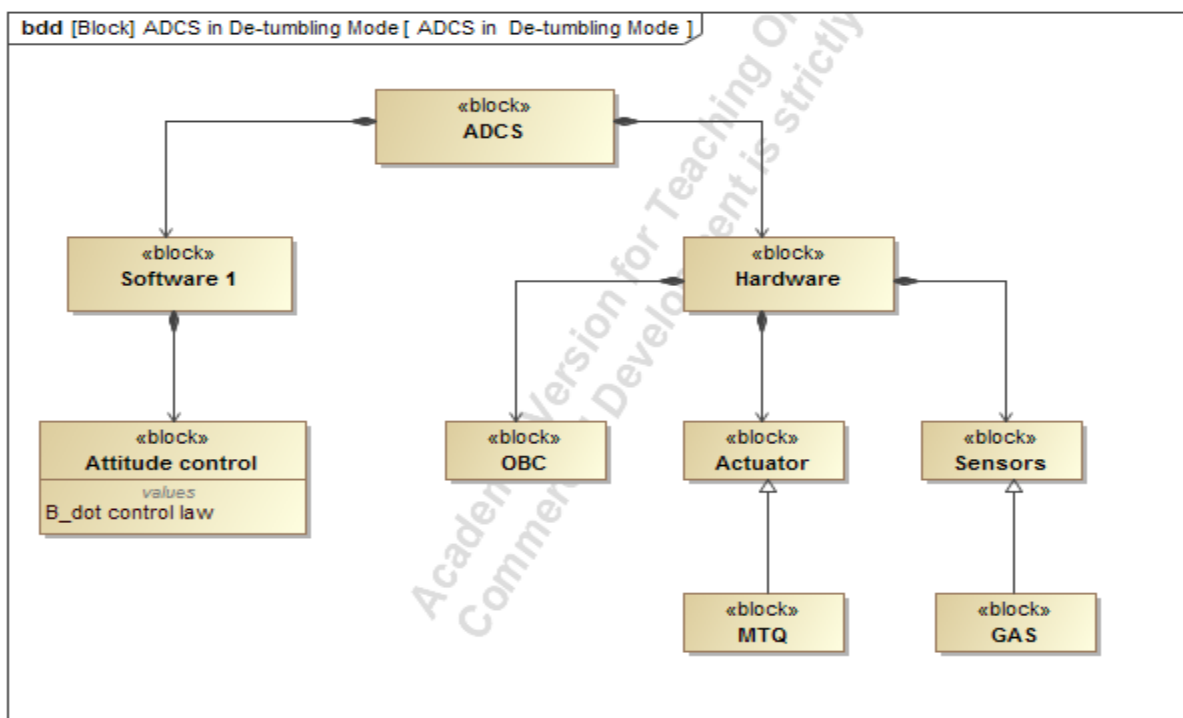 bdd [Block] ADCS in De-tumbling Mode [ ADCS in De-tumbling Mode ]
«block»
ADCS
«block»
Software 1
«block»
Hardware
«block»
Attitude control
values
B_dot control law
«block»
OBC
«block»
Actuator
«block»
Sensors
«block»
MTQ
«block»
GAS
Academic Version for Teaching On
Commercial Development is strictly